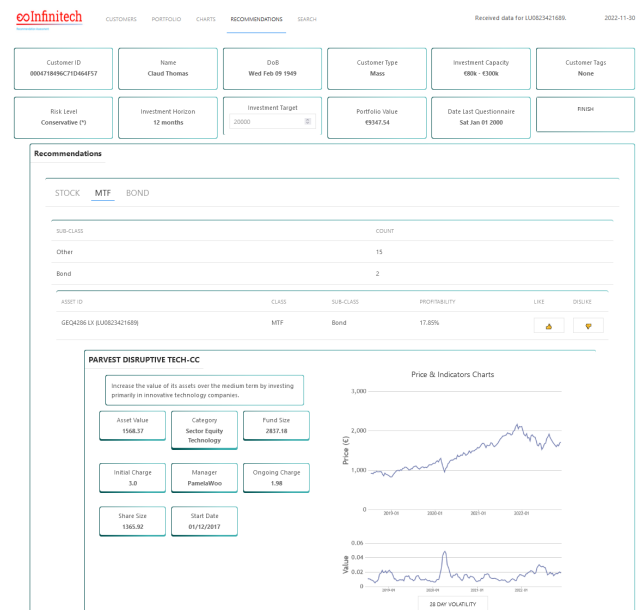 ∞Infinitech
CUSTOMERS PORTFOLIO CHARTS RECOMMENDATIONS SEARCH
Received data for LU0823421689. 2022-11-30
Customer ID
0004718496C71D464F57
Name
Claud Thomas
DoB
Wed Feb 09 1949
Customer Type
Mass
Investment Capacity
€80k - €300k
Customer Tags
None
Risk Level
Conservative (*)
Investment Horizon
12 months
Investment Target
20000
Portfolio Value
€9347.54
Date Last Questionnaire
Sat Jan 01 2000
FINISH
Recommendations
STOCK MTF BOND
SUB-CLASS COUNT
Other 15
Bond 2
ASSET ID CLASS SUB-CLASS PROFITABILITY LIKE DISLIKE
GEQ4286 LX (LU0823421689) MTF Bond 17,85%
PARVEST DISRUPTIVE TECH-CC
Increase the value of its assets over the medium term by investing
primarily in innovative technology companies.
Asset Value
1568.37
Category
Sector Equity
Technology
Fund Size
2837.18
Initial Charge
3.0
Manager
PamelaWoo
Ongoing Charge
1.98
Share Size
1365.92
Start Date
01/12/2017
Price & Indicators Charts
3,000
2,000
1,000
0
Price (€)
2019-01 2020-01 2021-01 2022-01
0.06
0.04
0.02
0
Value
2019-01 2020-01 2021-01 2022-01
38 DAY VOLATILITY